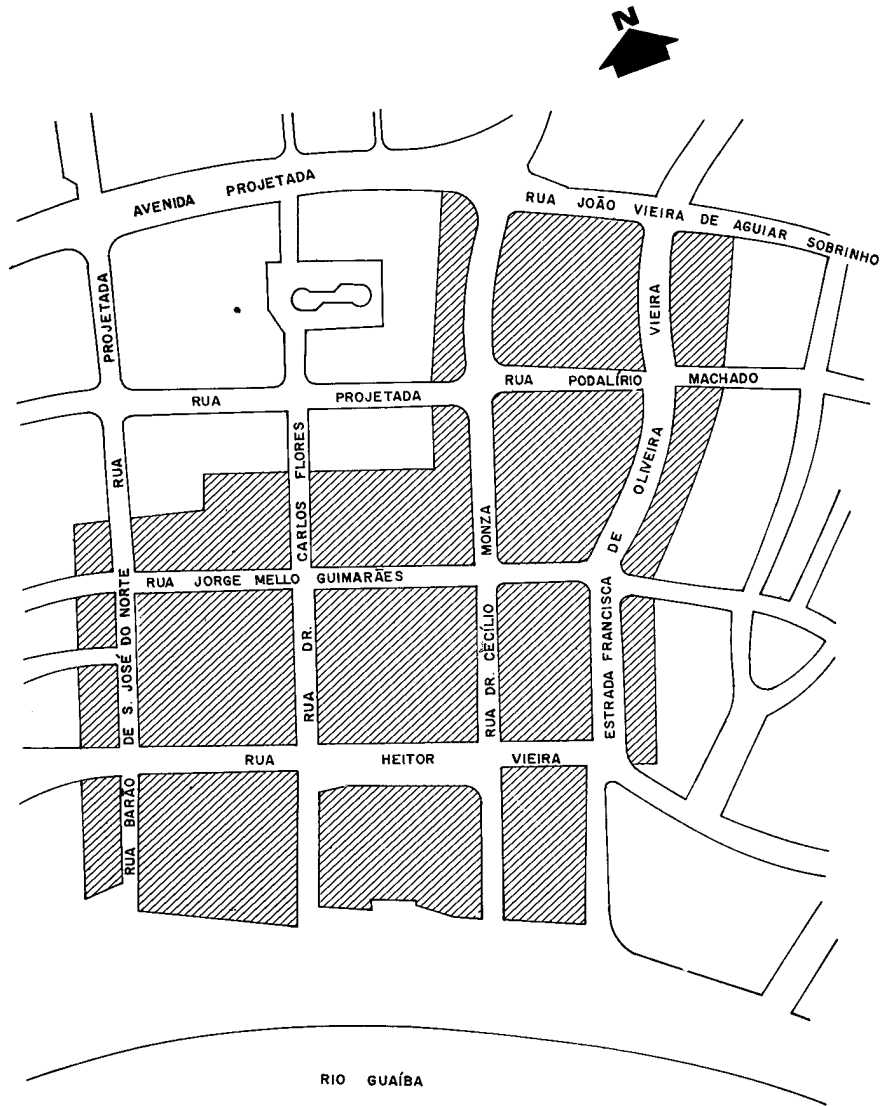 N
AVENIDA PROJETADA
RUA JOÃO VIEIRA DE AGUIAR SOBRINHO
RUA PROJETADA
VIEIRA
RUA PROJETADA
RUA PODALÍRIO MACHADO
RUA DR. CARLOS FLORES
RUA DR. CECÍLIO MONZA
ESTRADA FRANCISCA DE OLIVEIRA
RUA JORGE MELLO GUIMARÃES
RUA BARÃO DE S. JOSÉ DO NORTE
RUA HEITOR VIEIRA
RIO GUAÍBA